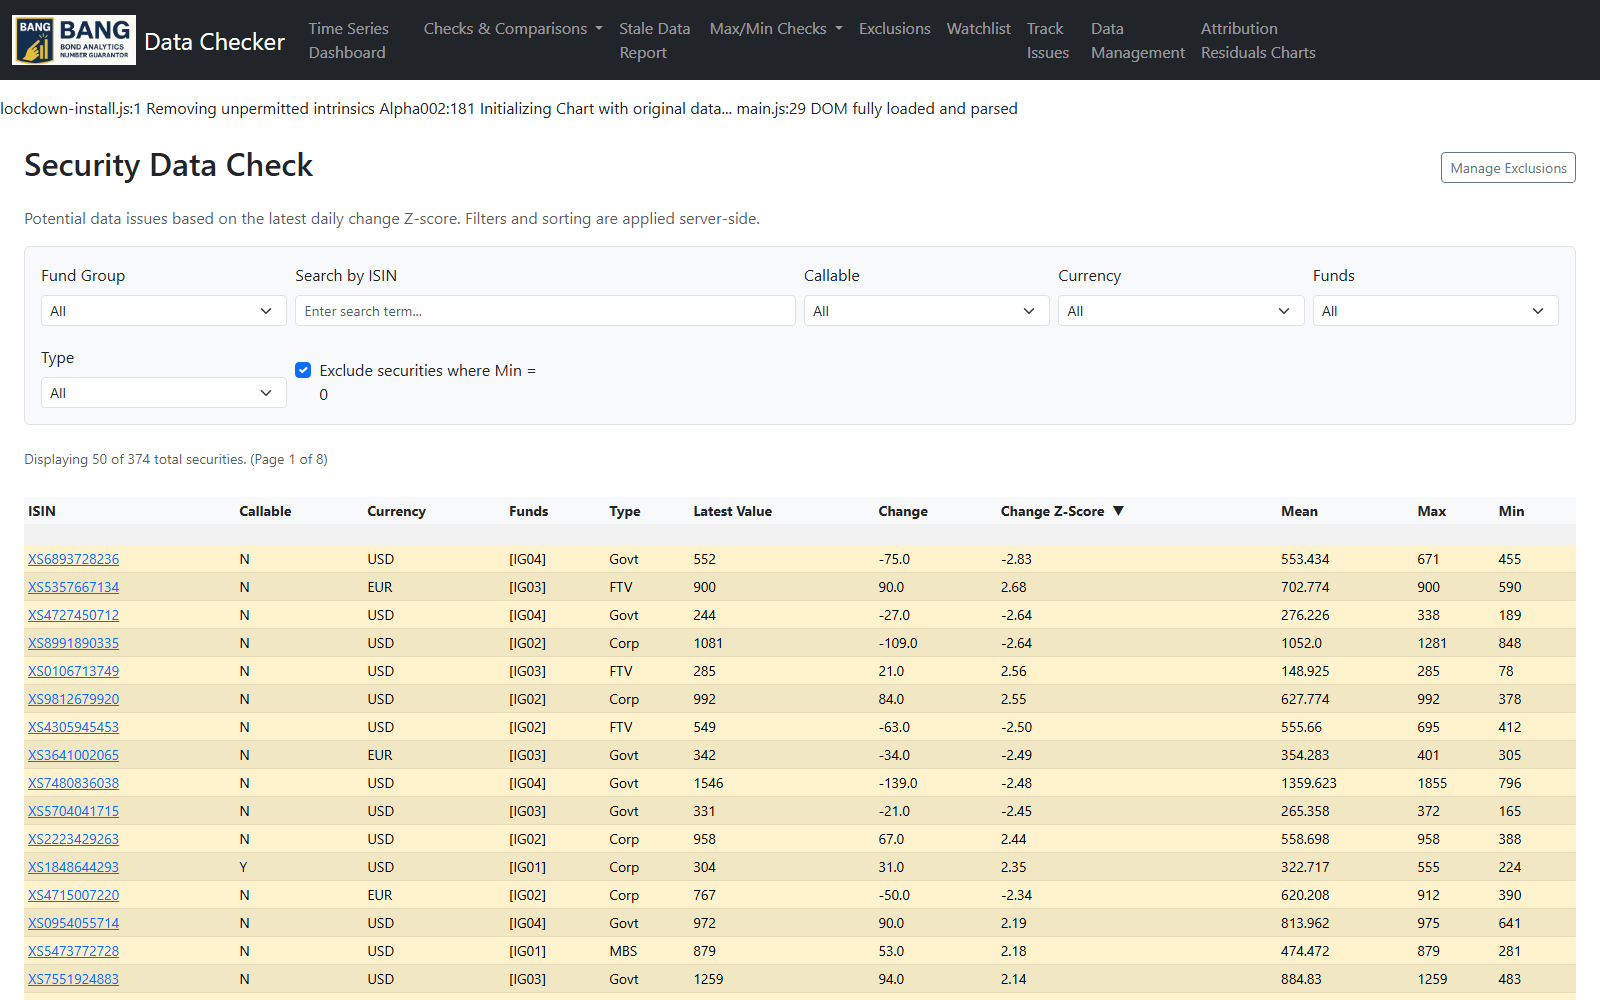 BANG BANG
BOND ANALYTICS
NUMBER GUARANTOR
Data Checker
Time Series Dashboard
Checks & Comparisons
Stale Data Report
Max/Min Checks
Exclusions
Watchlist
Track Issues
Data Management
Attribution Residuals Charts
lockdown-install.js:1 Removing unpermitted intrinsics Alpha002:181 Initializing Chart with original data... main.js:29 DOM fully loaded and parsed
Security Data Check
Manage Exclusions
Potential data issues based on the latest daily change Z-score. Filters and sorting are applied server-side.
Fund Group Search by ISIN Callable Currency Funds
All Enter search term... All All All
Type
All
Exclude securities where Min =
0
Displaying 50 of 374 total securities. (Page 1 of 8)
ISIN Callable Currency Funds Type Latest Value Change Change Z-Score ▼ Mean Max Min
XS6893728236 N USD [IG04] Govt 552 -75.0 -2.83 553.434 671 455
XS5357667134 N EUR [IG03] FTV 900 90.0 2.68 702.774 900 590
XS4727450712 N USD [IG04] Govt 244 -27.0 -2.64 276.226 338 189
XS8991890335 N USD [IG02] Corp 1081 -109.0 -2.64 1052.0 1281 848
XS0106713749 N USD [IG03] FTV 285 21.0 2.56 148.925 285 78
XS9812679920 N USD [IG02] Corp 992 84.0 2.55 627.774 992 378
XS4305945453 N USD [IG02] FTV 549 -63.0 -2.50 555.66 695 412
XS3641002065 N EUR [IG03] Govt 342 -34.0 -2.49 354.283 401 305
XS7480836038 N USD [IG04] Govt 1546 -139.0 -2.48 1359.623 1855 796
XS5704041715 N USD [IG03] Govt 331 -21.0 -2.45 265.358 372 165
XS2223429263 N USD [IG02] Corp 958 67.0 2.44 558.698 958 388
XS1848644293 Y USD [IG01] Corp 304 31.0 2.35 322.717 555 224
XS4715007220 N EUR [IG02] Corp 767 -50.0 -2.34 620.208 912 390
XS0954055714 N USD [IG04] Govt 972 90.0 2.19 813.962 975 641
XS5473772728 N USD [IG01] MBS 879 53.0 2.18 474.472 879 281
XS7551924883 N USD [IG03] Govt 1259 94.0 2.14 884.83 1259 483